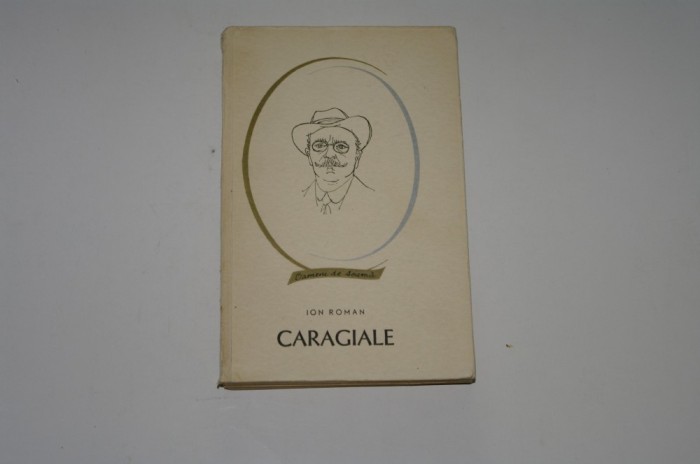 Oameni de seamă
ION ROMAN
CARAGIALE